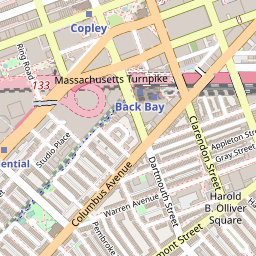 Copley
Ring Road
Massachusetts Turnpike
133
Back Bay
Studio Place
Clarendon Street
Appleton
Gray Street
ential
Columbus Avenue
Dartmouth Street
Harold
B. Olliver
Square
Warren Avenue
Pembroke
mont Street